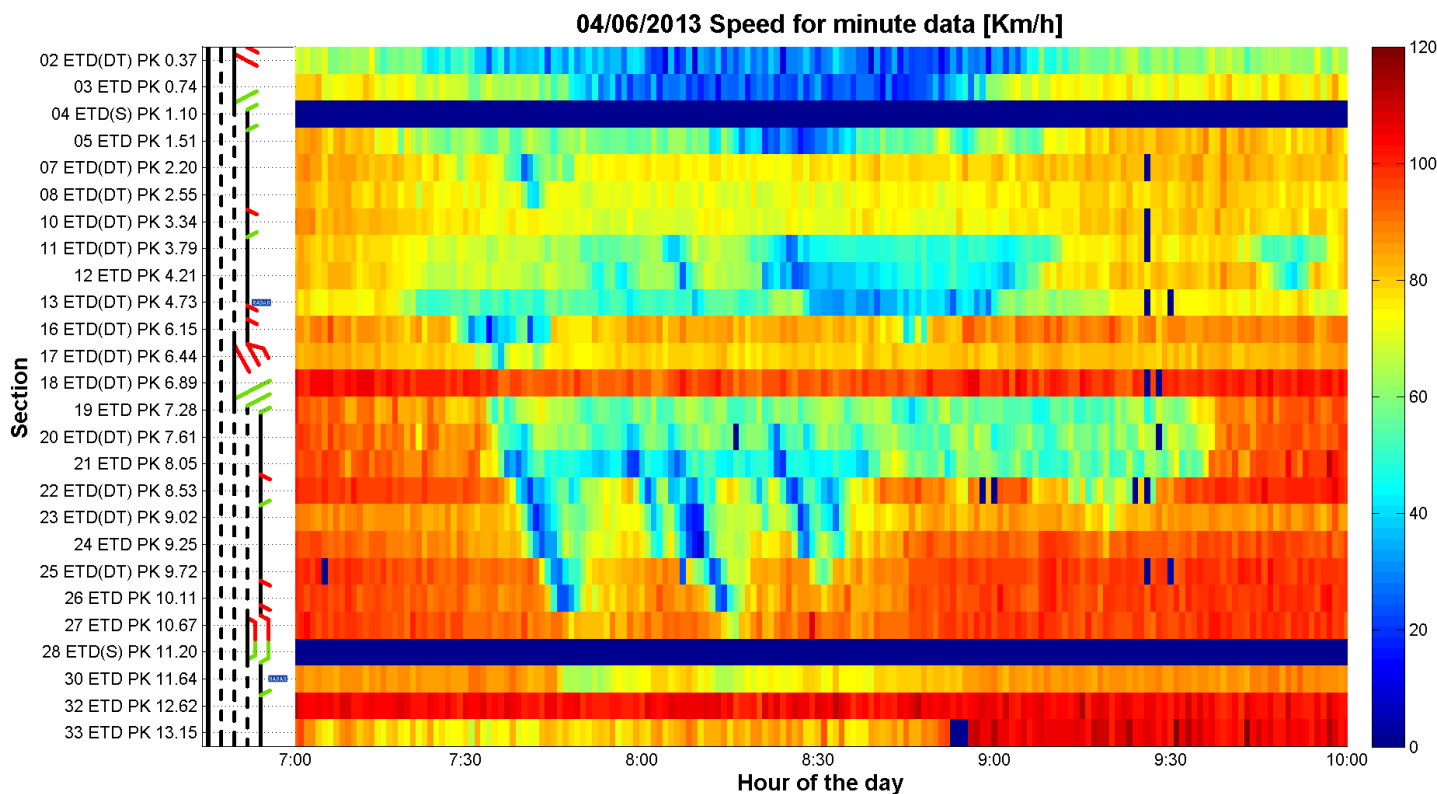 04/06/2013 Speed for minute data [Km/h]
02 ETD(DT) PK 0.37
03 ETD PK 0.74
04 ETD(S) PK 1.10
05 ETD PK 1.51
07 ETD(DT) PK 2.20
08 ETD(DT) PK 2.55
10 ETD(DT) PK 3.34
11 ETD(DT) PK 3.79
12 ETD PK 4.21
13 ETD(DT) PK 4.73
RADAR
16 ETD(DT) PK 6.15
17 ETD(DT) PK 6.44
18 ETD(DT) PK 6.89
19 ETD PK 7.28
20 ETD(DT) PK 7.61
21 ETD PK 8.05
22 ETD(DT) PK 8.53
23 ETD(DT) PK 9.02
24 ETD PK 9.25
25 ETD(DT) PK 9.72
26 ETD PK 10.11
27 ETD PK 10.67
28 ETD(S) PK 11.20
30 ETD PK 11.64
RADAR
32 ETD PK 12.62
33 ETD PK 13.15
Section
7:00 7:30 8:00 8:30 9:00 9:30 10:00
Hour of the day
120
100
80
60
40
20
0